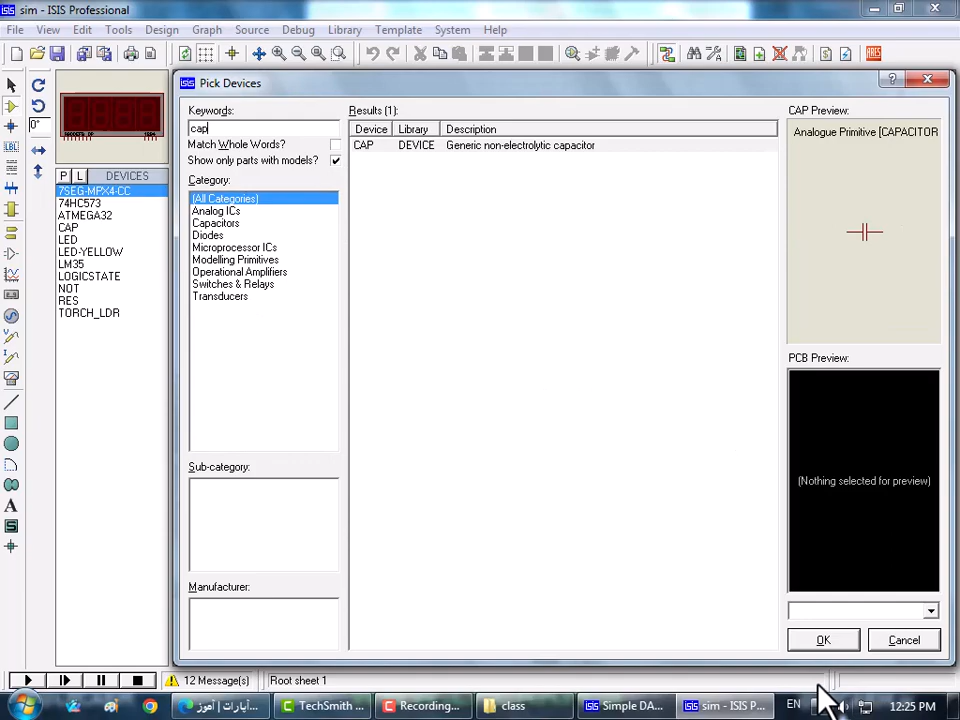 sim - ISIS Professional
File View Edit Tools Design Graph Source Debug Library Template System Help
ARES
Pick Devices
Keywords:
cap
Match Whole Words?
Show only parts with models?
Category:
(All Categories)
Analog ICs
Capacitors
Diodes
Microprocessor ICs
Modelling Primitives
Operational Amplifiers
Switches & Relays
Transducers
Sub-category:
Manufacturer:
Results (1):
Device Library Description
CAP DEVICE Generic non-electrolytic capacitor
CAP Preview:
Analogue Primitive [CAPACITOR
PCB Preview:
(Nothing selected for preview)
OK Cancel
0°
LBL
P L DEVICES
7SEG-MPX4-CC
74HC573
ATMEGA32
CAP
LED
LED-YELLOW
LM35
LOGICSTATE
NOT
RES
TORCH_LDR
12 Message(s) Root sheet 1
آپارات | آموز...
TechSmith ...
Recording...
class
Simple DA...
sim - ISIS P...
EN
12:25 PM